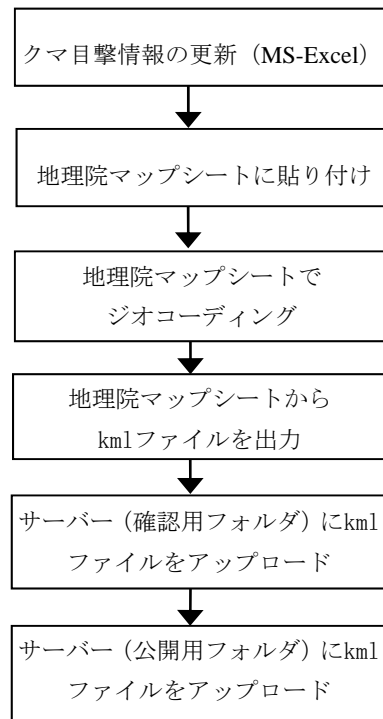 クマ目撃情報の更新（MS-Excel）
地理院マップシートに貼り付け
地理院マップシートで
ジオコーディング
地理院マップシートから
kmlファイルを出力
サーバー（確認用フォルダ）にkml
ファイルをアップロード
サーバー（公開用フォルダ）にkml
ファイルをアップロード